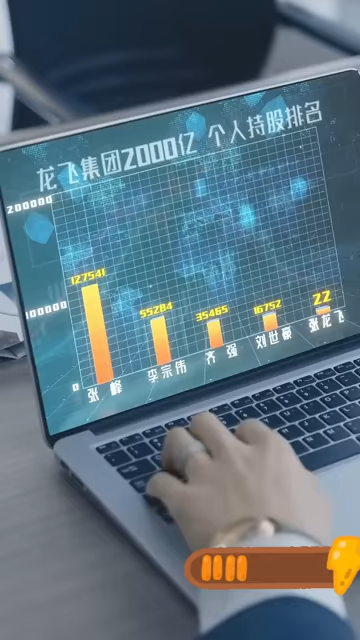 龙飞集团2000亿 个人持股排名
200000
127541
100000
55284
35465
16752
22
0
张 峰
李宗伟
齐 强
刘世豪
张龙飞